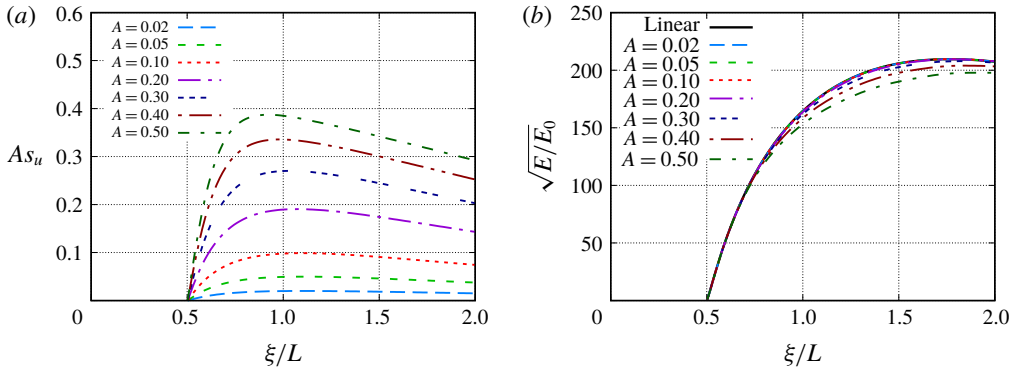 (a)
0.6
0.5
0.4
0.3
0.2
0.1
As_u
A = 0.02
A = 0.05
A = 0.10
A = 0.20
A = 0.30
A = 0.40
A = 0.50
0
0.5
1.0
1.5
2.0
ξ/L
(b)
250
200
150
100
50
√E/E_0
Linear
A = 0.02
A = 0.05
A = 0.10
A = 0.20
A = 0.30
A = 0.40
A = 0.50
0
0.5
1.0
1.5
2.0
ξ/L